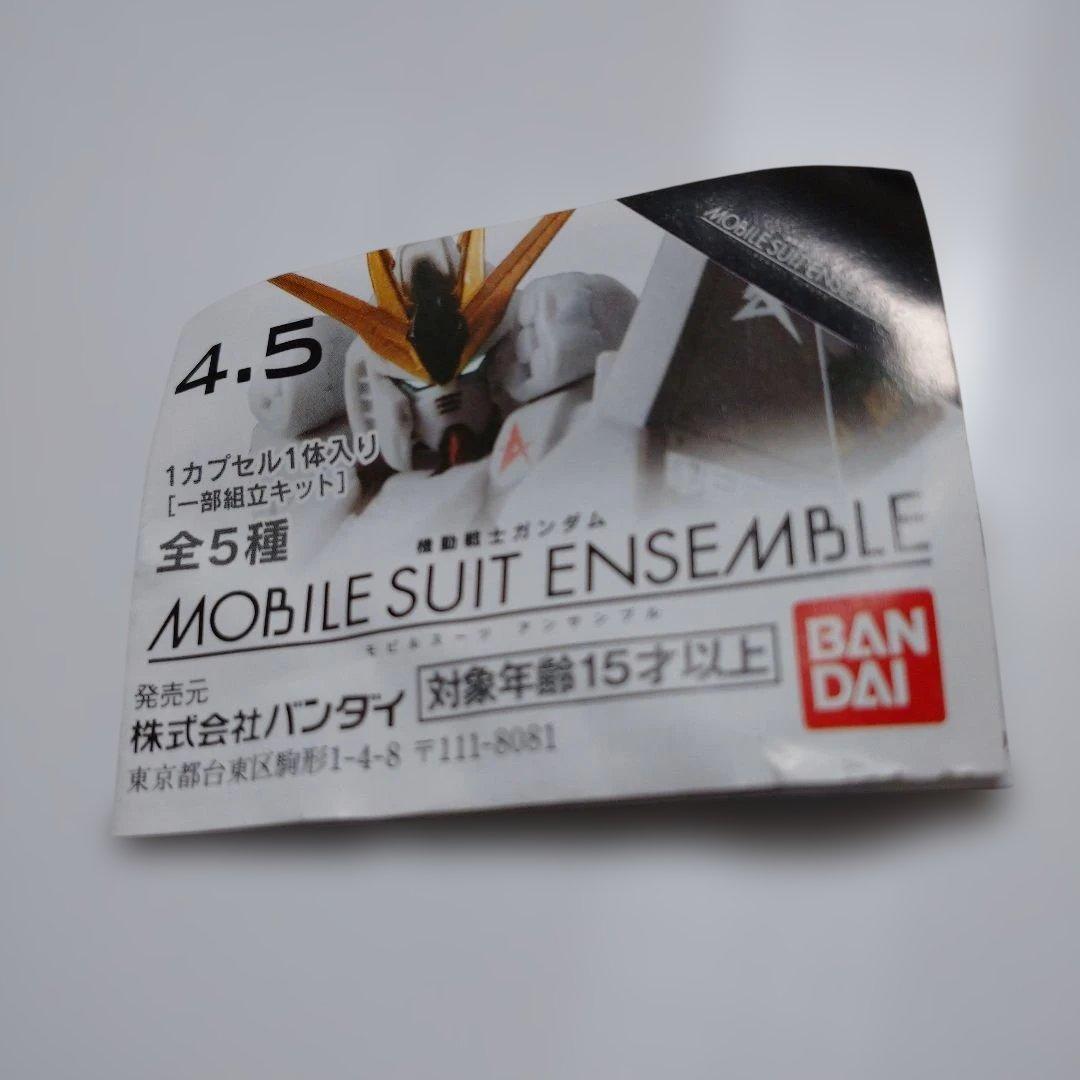 MOBILE SUIT ENSEM
4.5
1カプセル1体入り
[一部組立キット]
全5種
機動戦士ガンダム
MOBILE SUIT ENSEMBLE
モビルスーツ アンサンブル
対象年齢15才以上
BAN
DAI
発売元
株式会社バンダイ
東京都台東区駒形1-4-8 〒111-8081